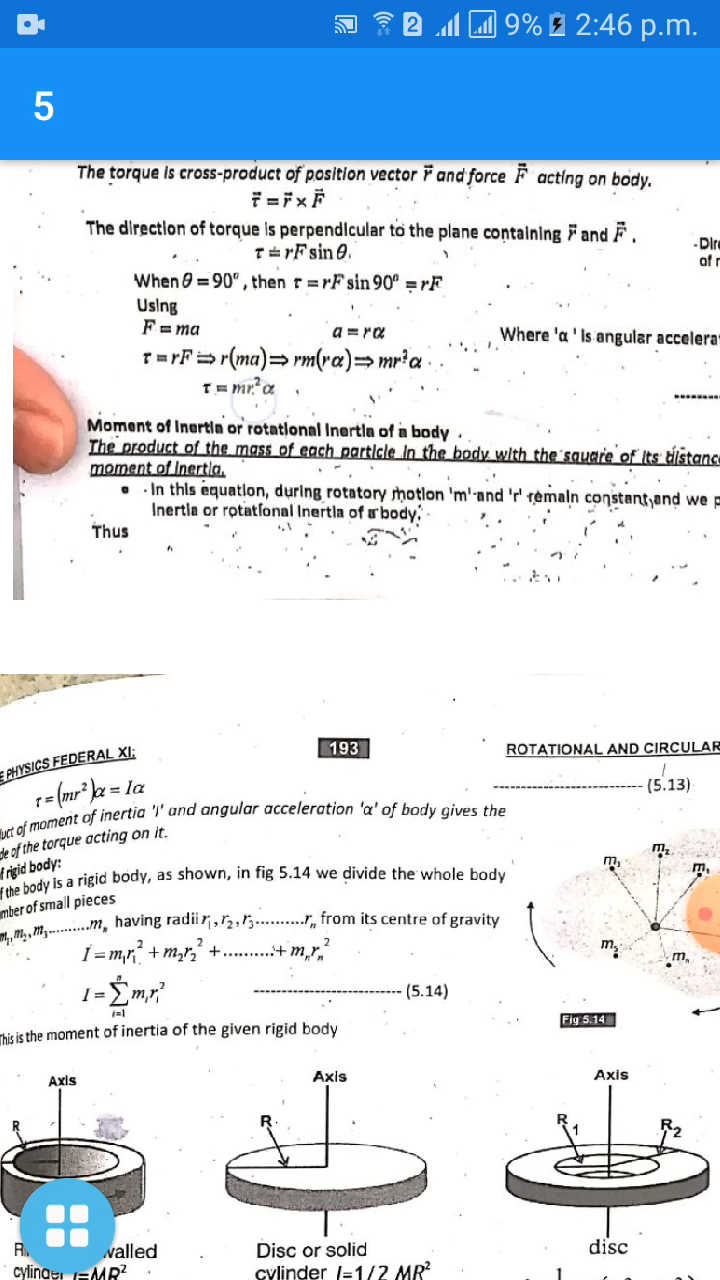 2 9% 2:46 p.m.
5
The torque is cross-product of position vector r⃗ and force F⃗ acting on body.
τ⃗ = r⃗ × F⃗
The direction of torque is perpendicular to the plane containing r⃗ and F⃗.
τ = rF sin θ.
of r
When θ = 90°, then τ = rF sin 90° = rF
Using
F = ma a = rα Where 'α' is angular accelera
τ = rF ⇒ r(ma) ⇒ rm(rα) ⇒ mr²α
τ = mr²α
Moment of Inertia or rotational Inertia of a body
The product of the mass of each particle in the body with the square of its distanc
moment of inertia.
• In this equation, during rotatory motion 'm' and 'r' remain constant, and we p
Inertia or rotational Inertia of a body.
Thus
193
E PHYSICS FEDERAL XI: ROTATIONAL AND CIRCULAR
τ = (mr²)α = Iα (5.13)
uct of moment of inertia 'I' and angular acceleration 'α' of body gives the
de of the torque acting on it.
f rigid body:
f the body is a rigid body, as shown, in fig 5.14 we divide the whole body
mber of small pieces
m₁, m₂, m₃..........mₙ having radii r₁, r₂, r₃..........rₙ from its centre of gravity
I = m₁r₁² + m₂r₂² + ..........+ mₙrₙ²
I = Σⁿᵢ₌₁ mᵢrᵢ² (5.14)
This is the moment of inertia of the given rigid body
m₃
m₂
m₁
m₅
mₙ
Fig 5.14
Axis Axis Axis
R R R₁ R₂
walled
cylinder I=MR²
Disc or solid
cylinder I=1/2 MR²
disc